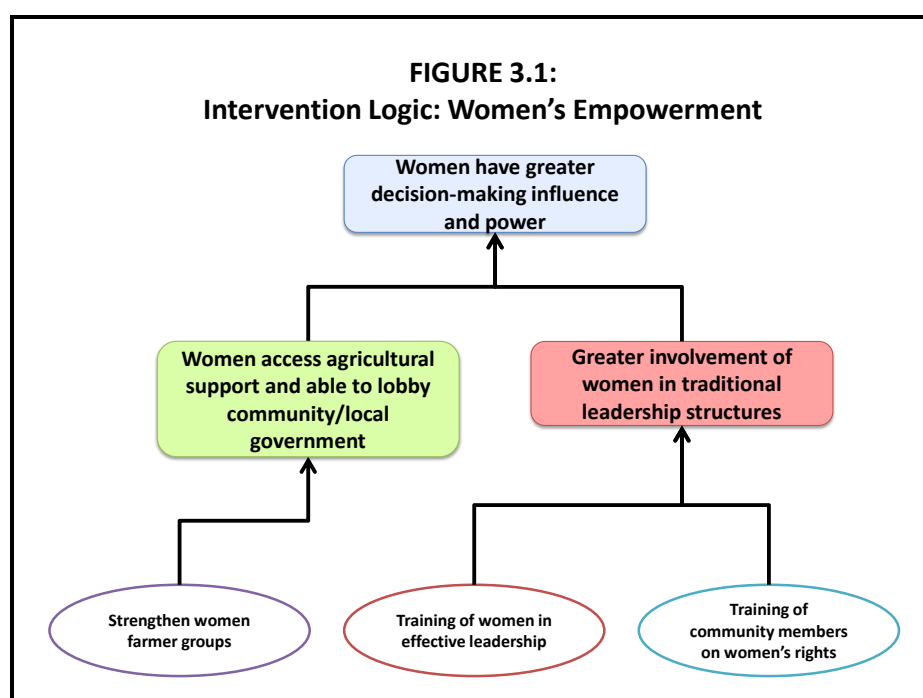 FIGURE 3.1:
Intervention Logic: Women’s Empowerment
Women have greater
decision-making influence
and power
Women access agricultural
support and able to lobby
community/local
government
Greater involvement of
women in traditional
leadership structures
Strengthen women
farmer groups
Training of women in
effective leadership
Training of
community members
on women’s rights